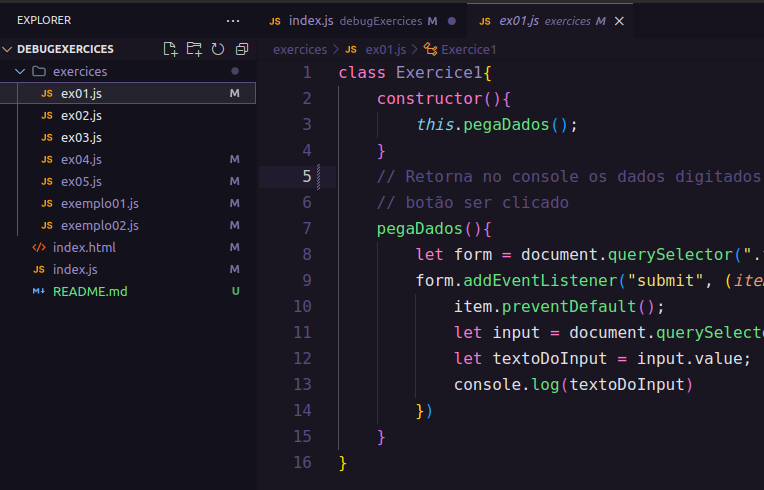 EXPLORER ...
DEBUGEXERCICES
exercices
JS ex01.js M
JS ex02.js
JS ex03.js
JS ex04.js M
JS ex05.js M
JS exemplo01.js M
JS exemplo02.js M
</> index.html M
JS index.js M
README.md U
JS index.js debugExercices M
JS ex01.js exercices M
exercices > JS ex01.js > Exercice1
1 class Exercice1{
2 constructor(){
3 this.pegaDados();
4 }
5 // Retorna no console os dados digitados
6 // botão ser clicado
7 pegaDados(){
8 let form = document.querySelector(".
9 form.addEventListener("submit", (ite
10 item.preventDefault();
11 let input = document.querySelect
12 let textoDoInput = input.value;
13 console.log(textoDoInput)
14 })
15 }
16 }